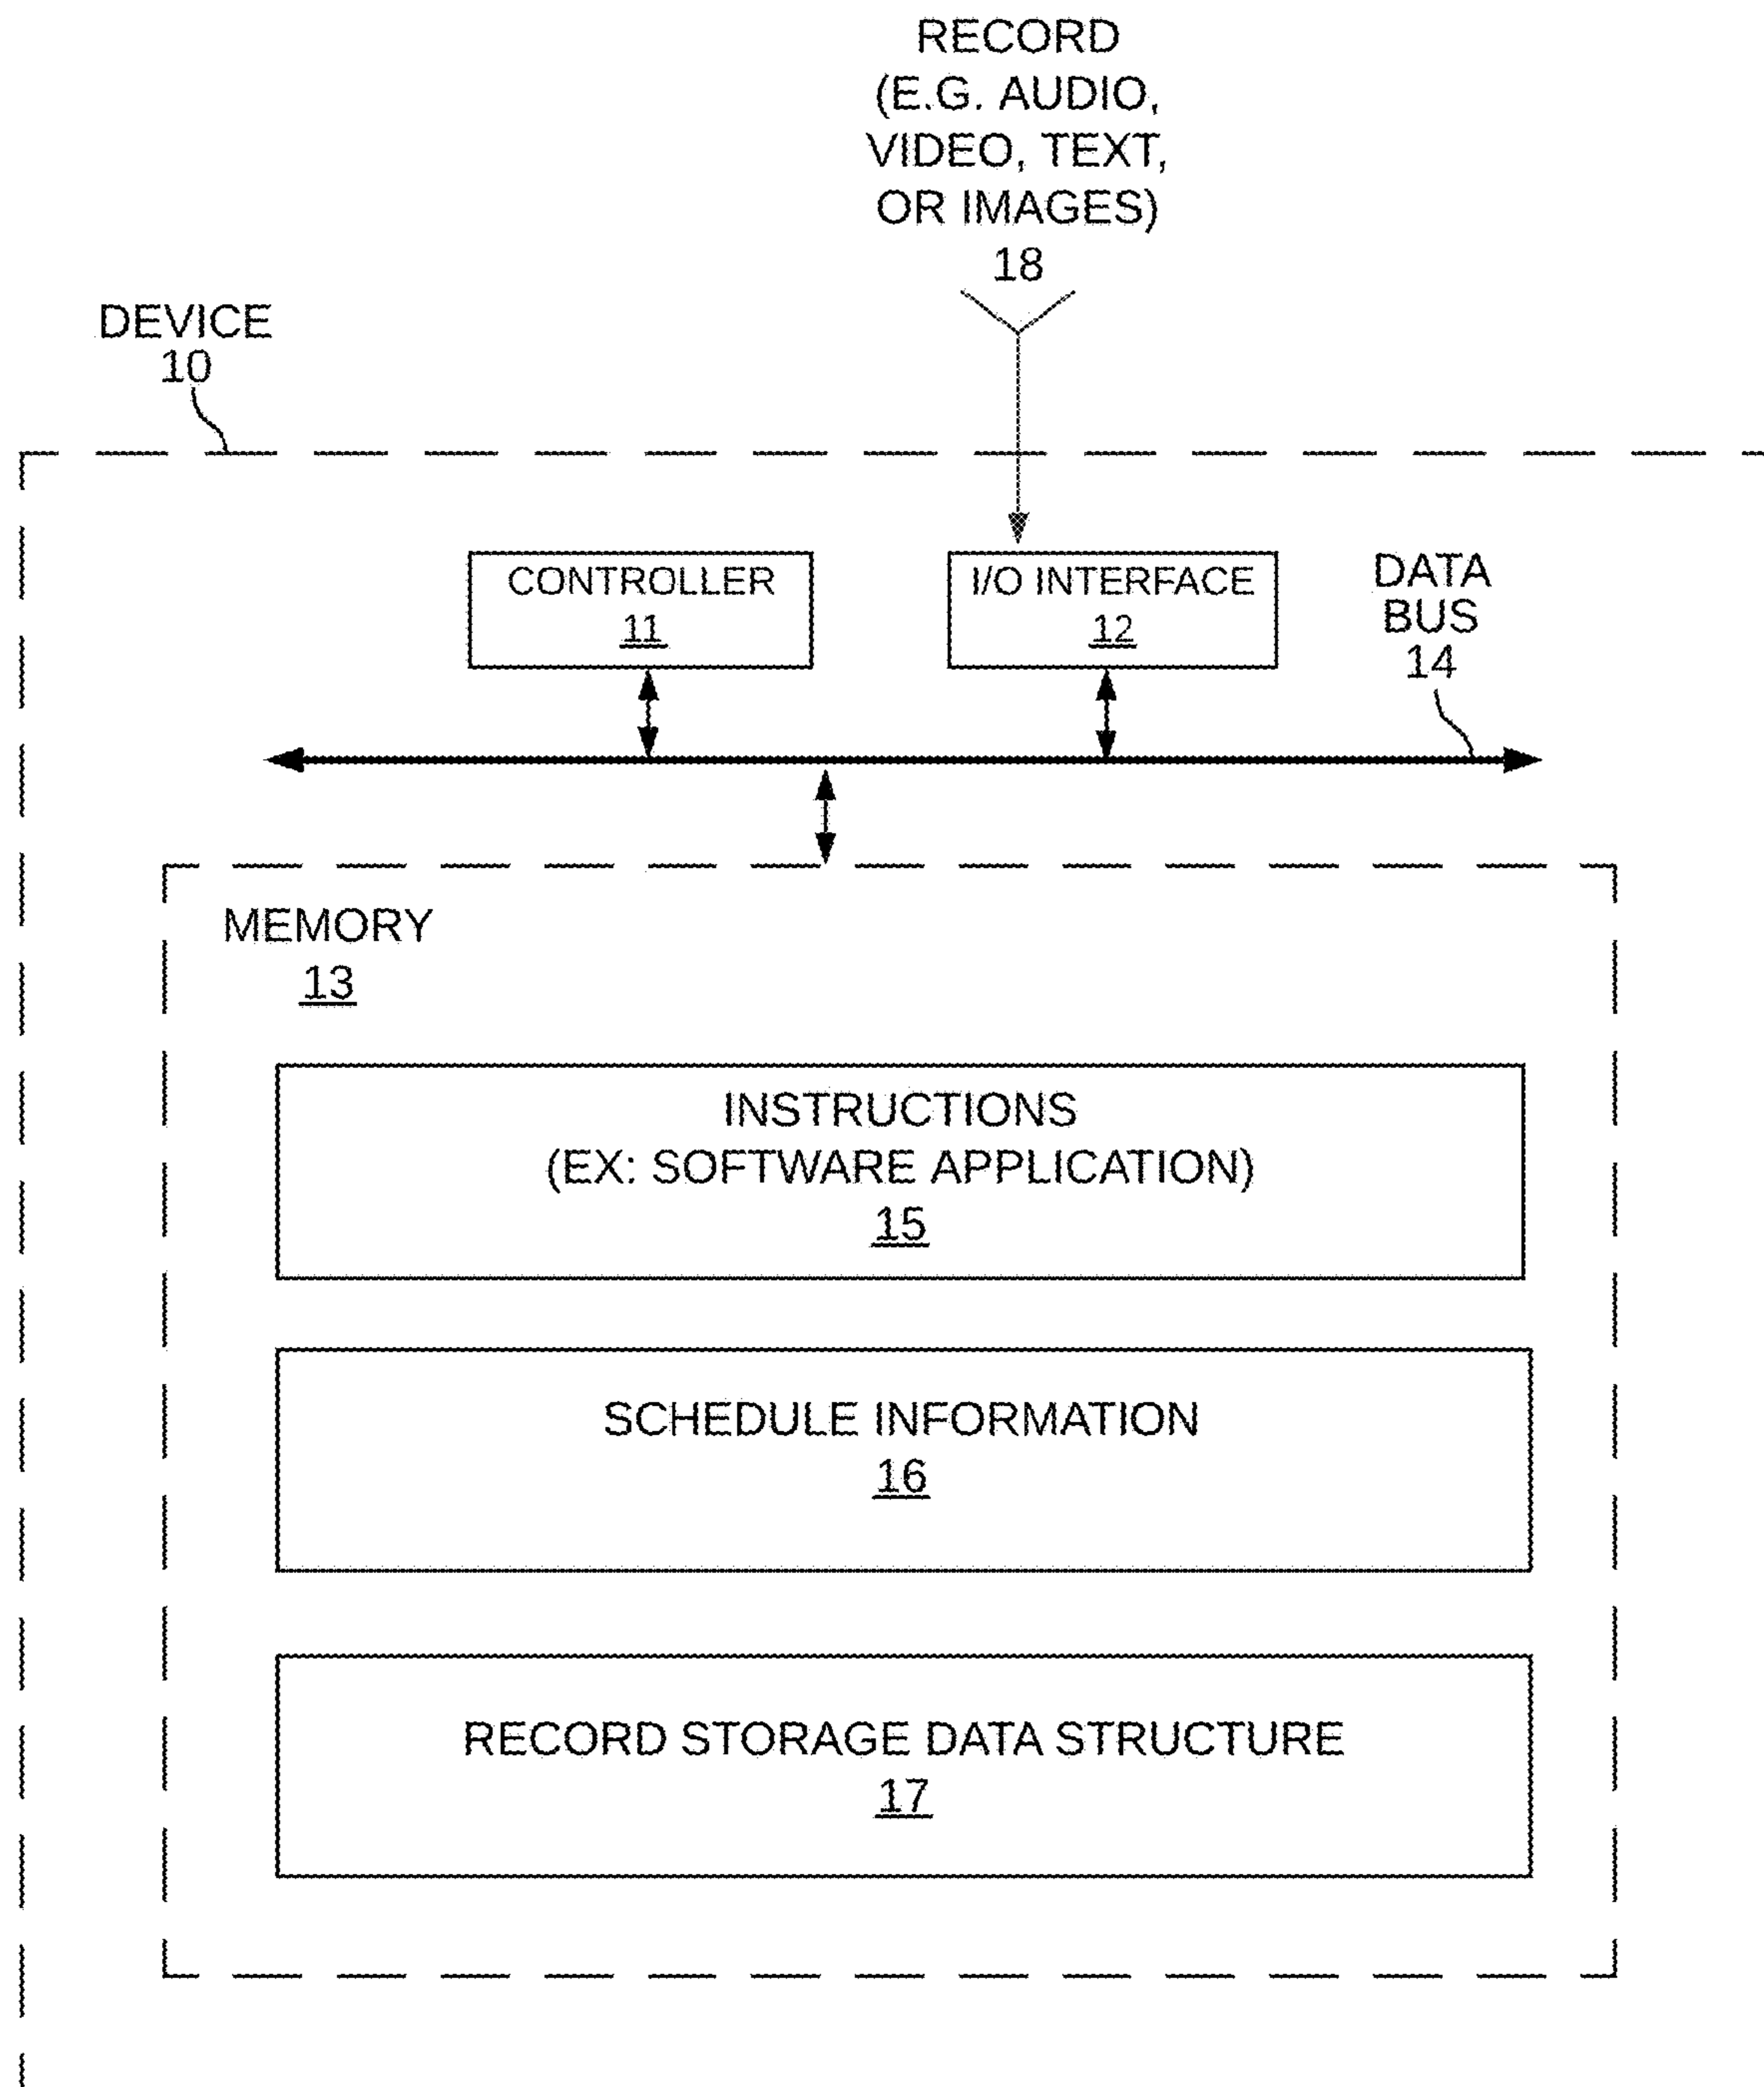 RECORD
(E.G. AUDIO,
VIDEO, TEXT,
OR IMAGES)
18
DEVICE
10
CONTROLLER
11
I/O INTERFACE
12
DATA
BUS
14
MEMORY
13
INSTRUCTIONS
(EX: SOFTWARE APPLICATION)
15
SCHEDULE INFORMATION
16
RECORD STORAGE DATA STRUCTURE
17